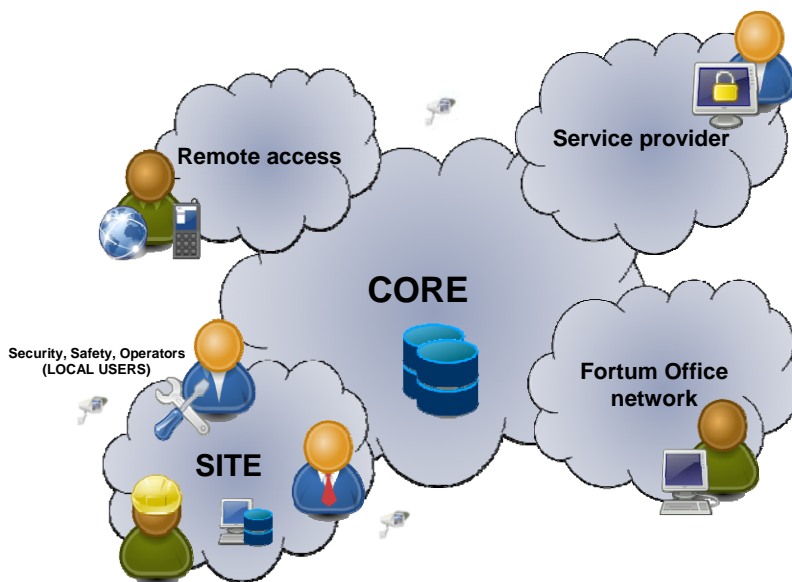 Remote access
Service provider
CORE
Security, Safety, Operators
(LOCAL USERS)
Fortum Office
network
SITE